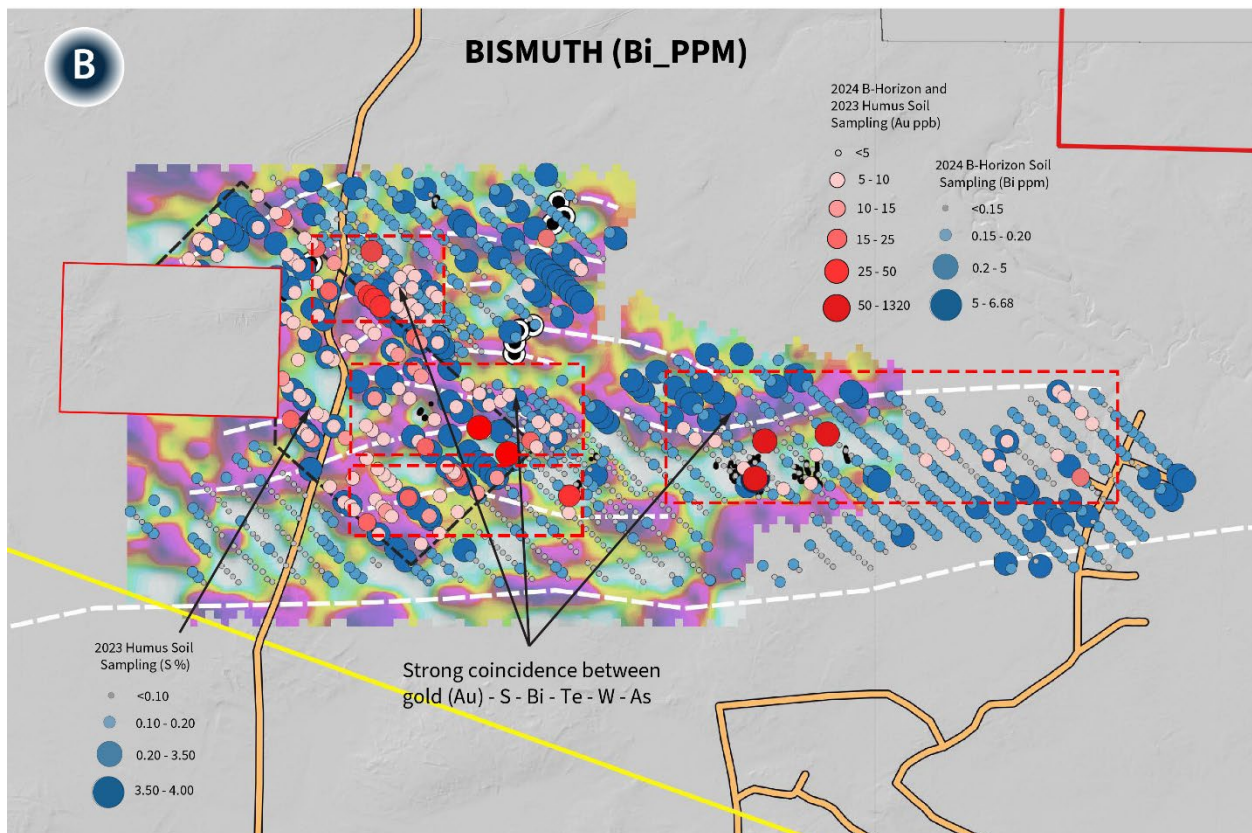 B
BISMUTH (Bi_PPM)
2024 B-Horizon and
2023 Humus Soil
Sampling (Au ppb)
<5
5 - 10
10 - 15
15 - 25
25 - 50
50 - 1320
2024 B-Horizon Soil
Sampling (Bi ppm)
<0.15
0.15 - 0.20
0.2 - 5
5 - 6.68
2023 Humus Soil
Sampling (S %)
<0.10
0.10 - 0.20
0.20 - 3.50
3.50 - 4.00
Strong coincidence between
gold (Au) - S - Bi - Te - W - As